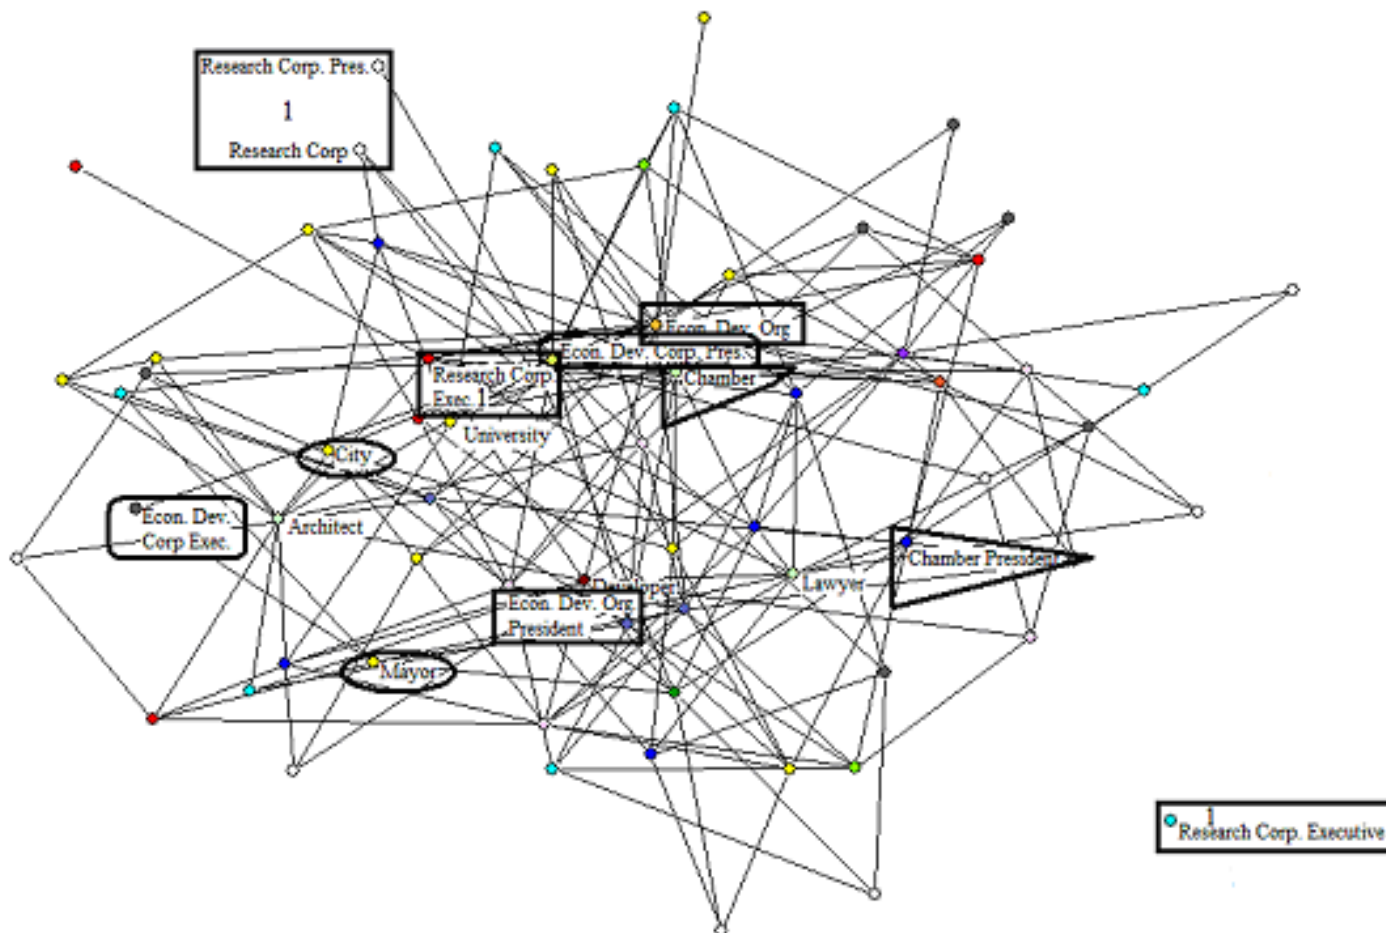 Research Corp. Pres.
1
Research Corp
Econ. Dev. Org
Econ. Dev. Corp. Pres.
Chamber
Research Corp
Exec.1
University
City
Econ. Dev.
Corp Exec.
Architect
Chamber President
Developer
Lawyer
Econ. Dev. Org
President
Mayor
1
Research Corp. Executive